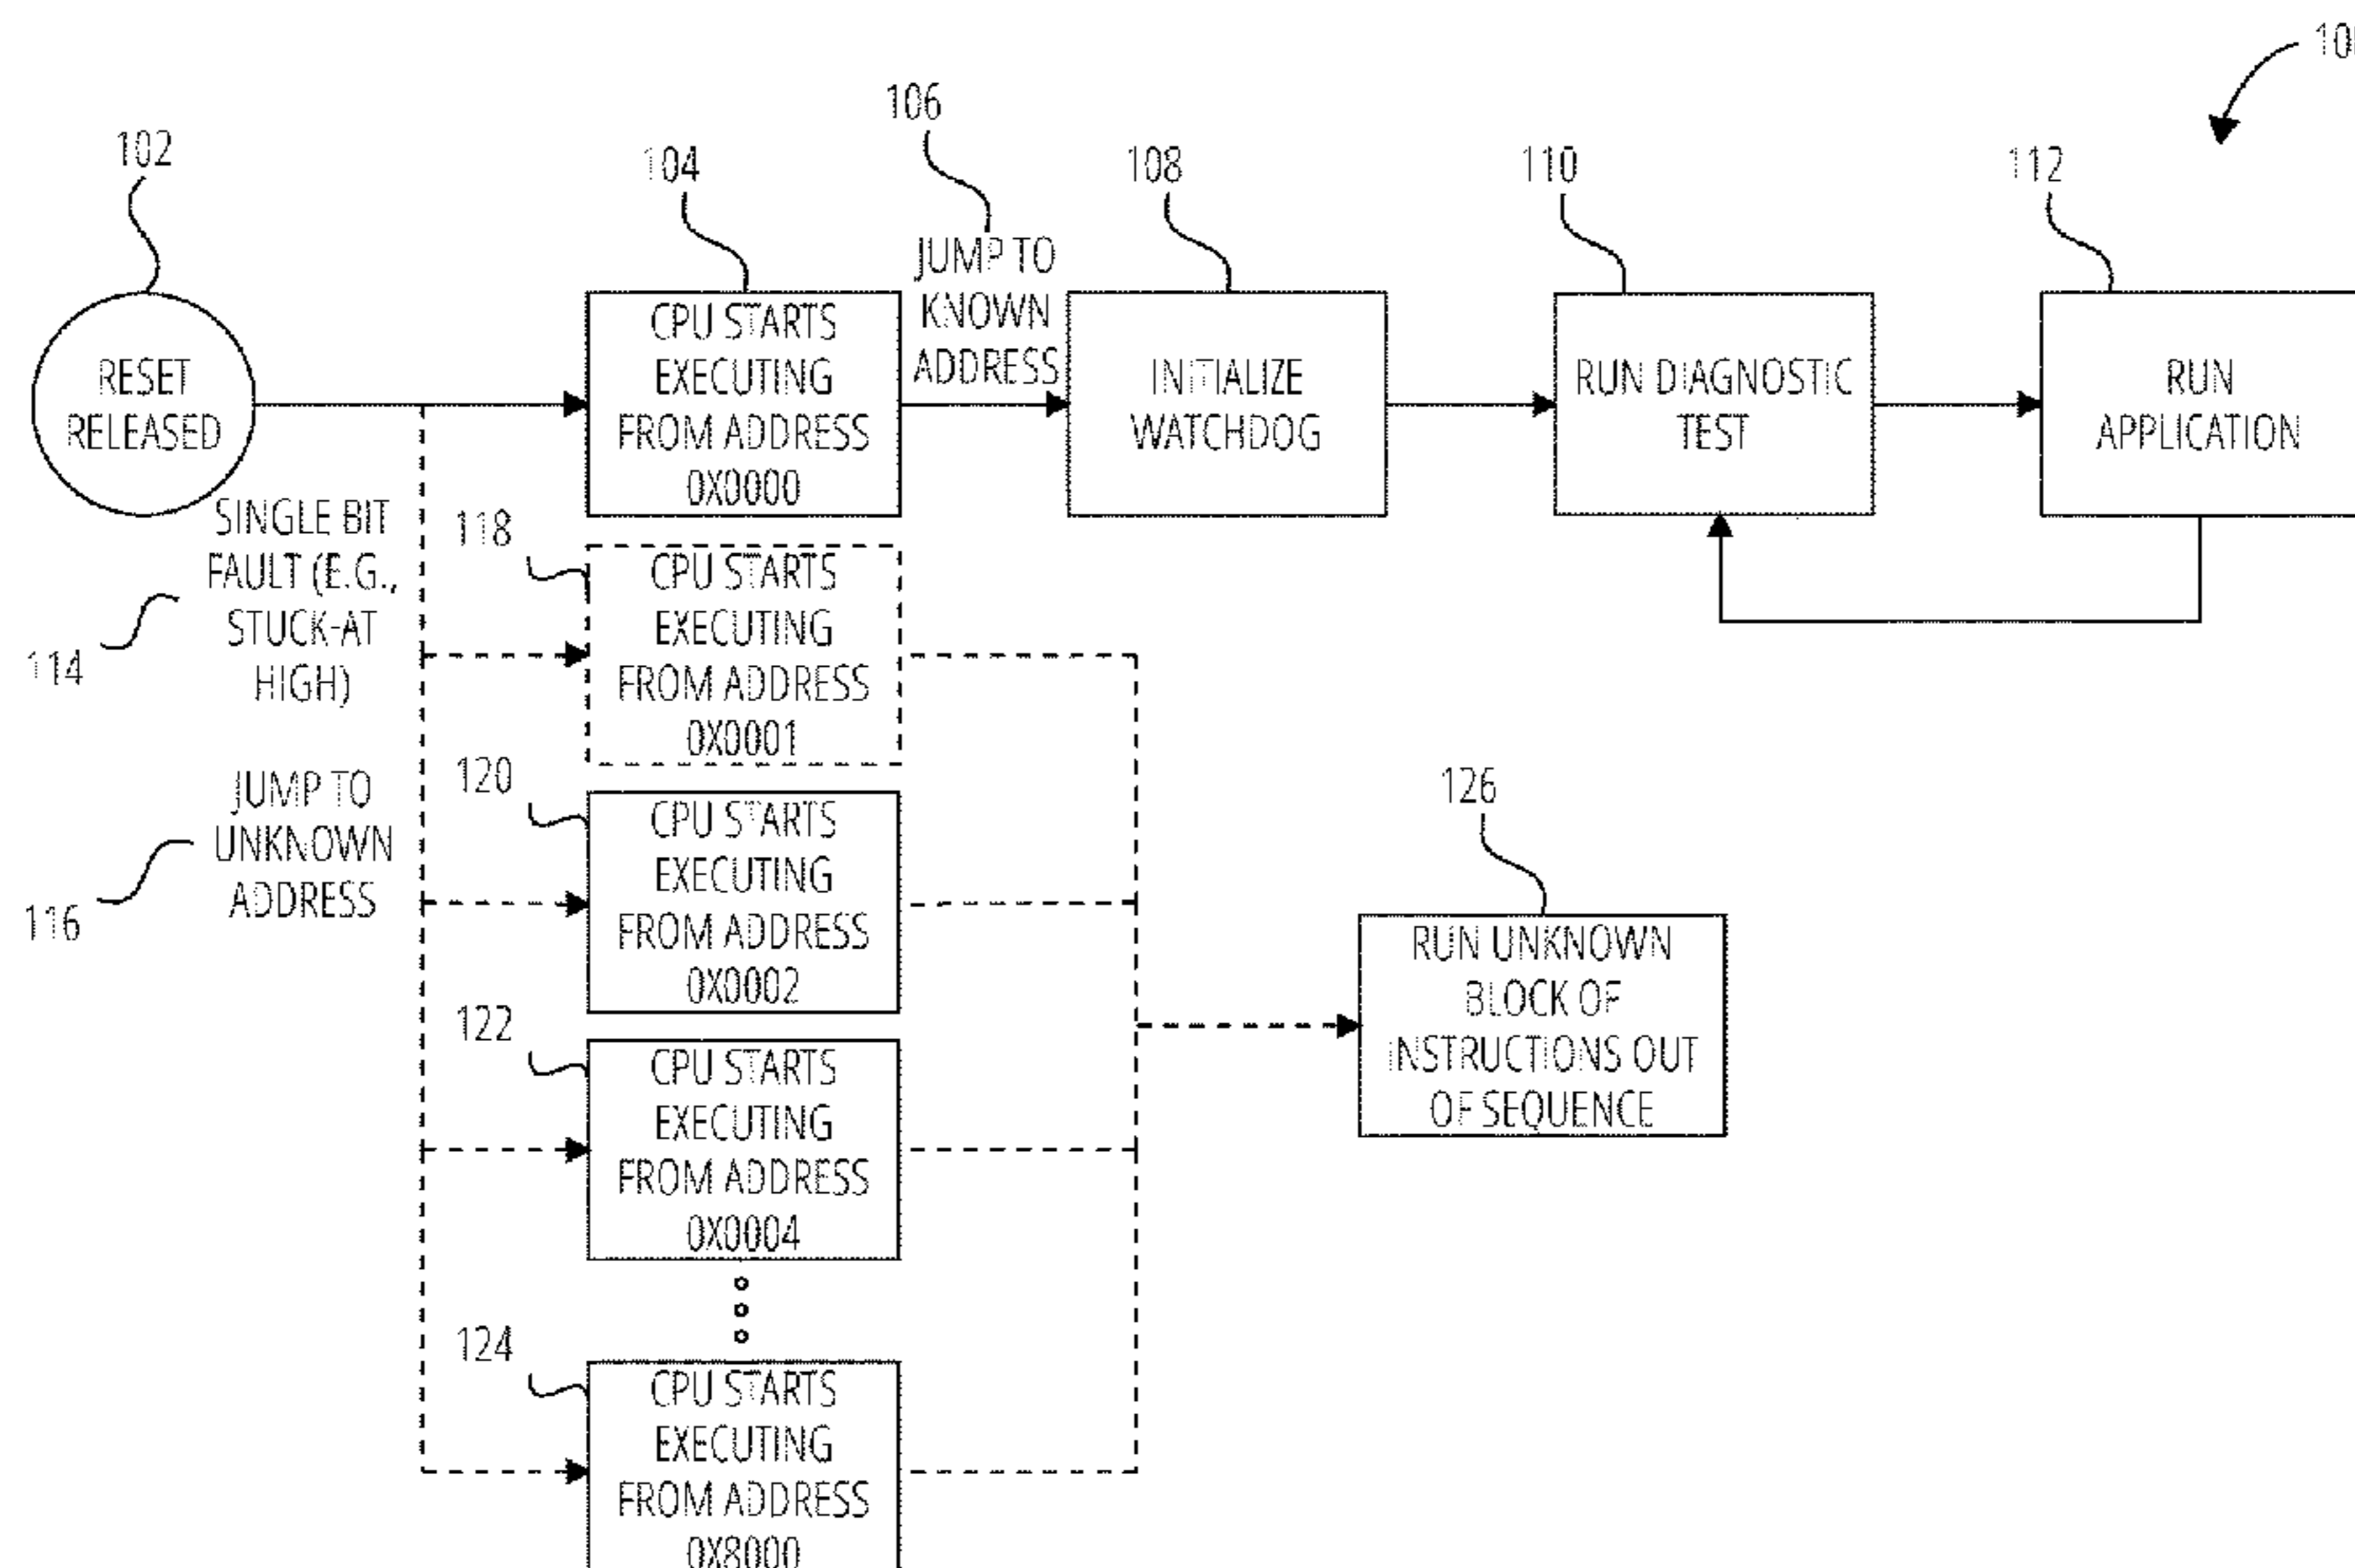 10
102
104
106
108
110
112
JUMP TO
KNOWN
ADDRESS
RESET
RELEASED
CPU STARTS
EXECUTING
FROM ADDRESS
0X0000
INITIALIZE
WATCHDOG
RUN DIAGNOSTIC
TEST
RUN
APPLICATION
SINGLE BIT
FAULT (E.G.,
STUCK-AT
HIGH)
114
118
CPU STARTS
EXECUTING
FROM ADDRESS
0X0001
JUMP TO
UNKNOWN
ADDRESS
116
120
CPU STARTS
EXECUTING
FROM ADDRESS
0X0002
122
CPU STARTS
EXECUTING
FROM ADDRESS
0X0004
124
CPU STARTS
EXECUTING
FROM ADDRESS
0X8000
126
RUN UNKNOWN
BLOCK OF
INSTRUCTIONS OUT
OF SEQUENCE